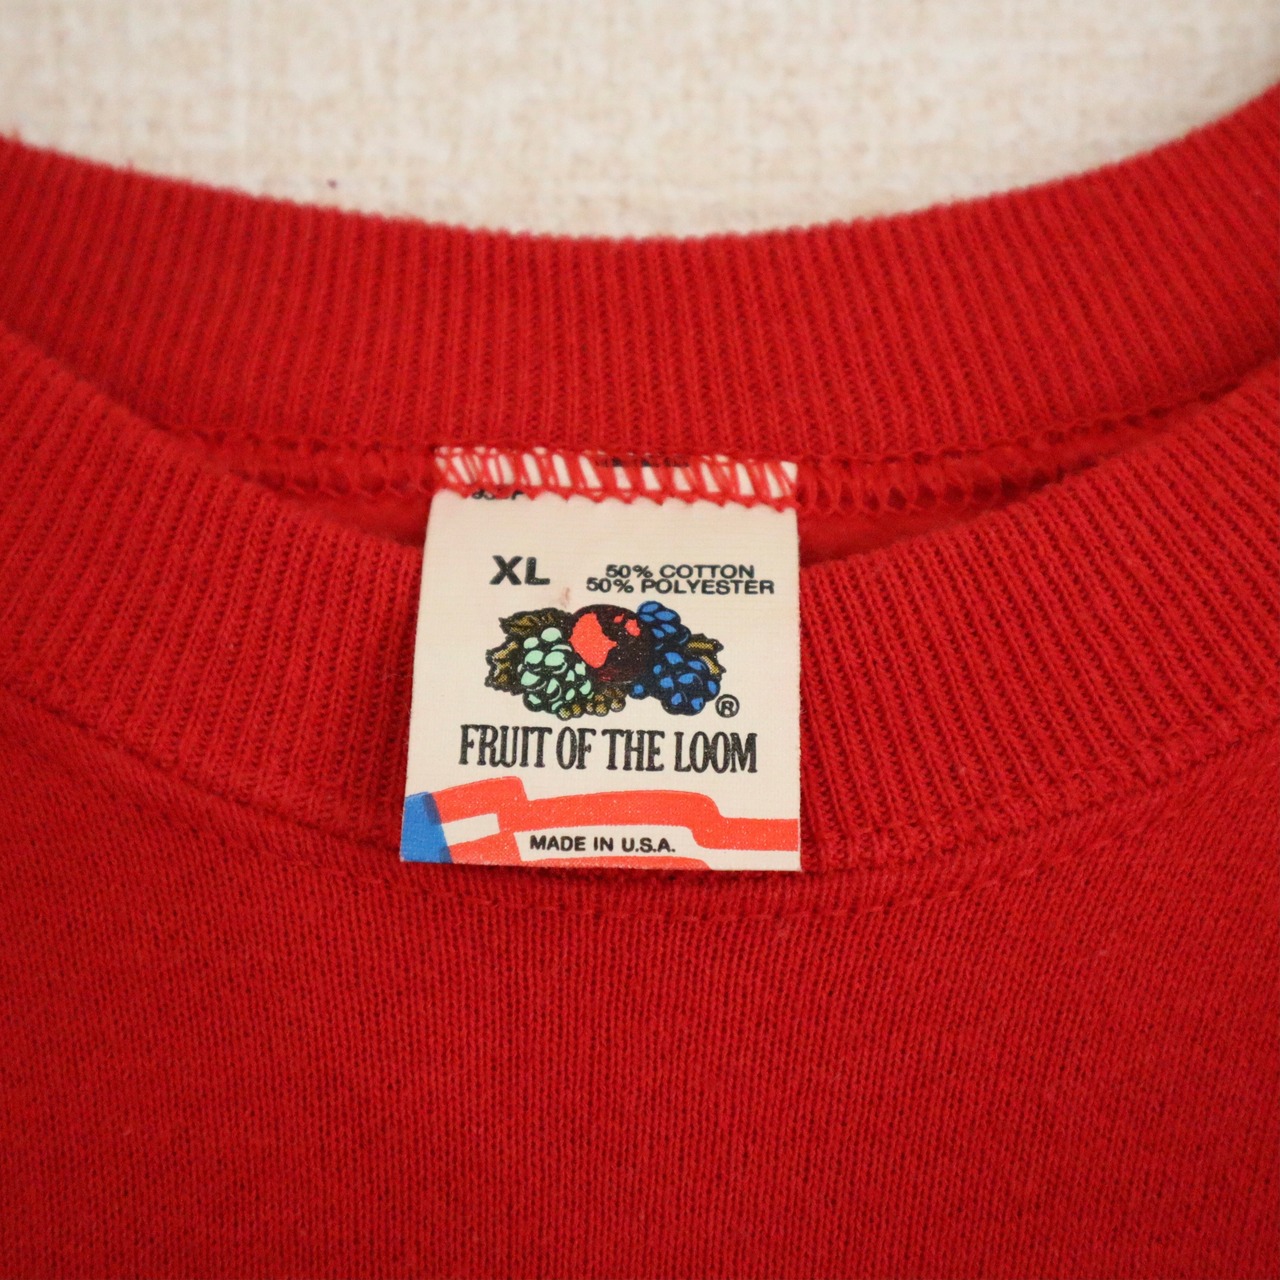 XL
50% COTTON
50% POLYESTER
®
FRUIT OF THE LOOM
MADE IN U.S.A.